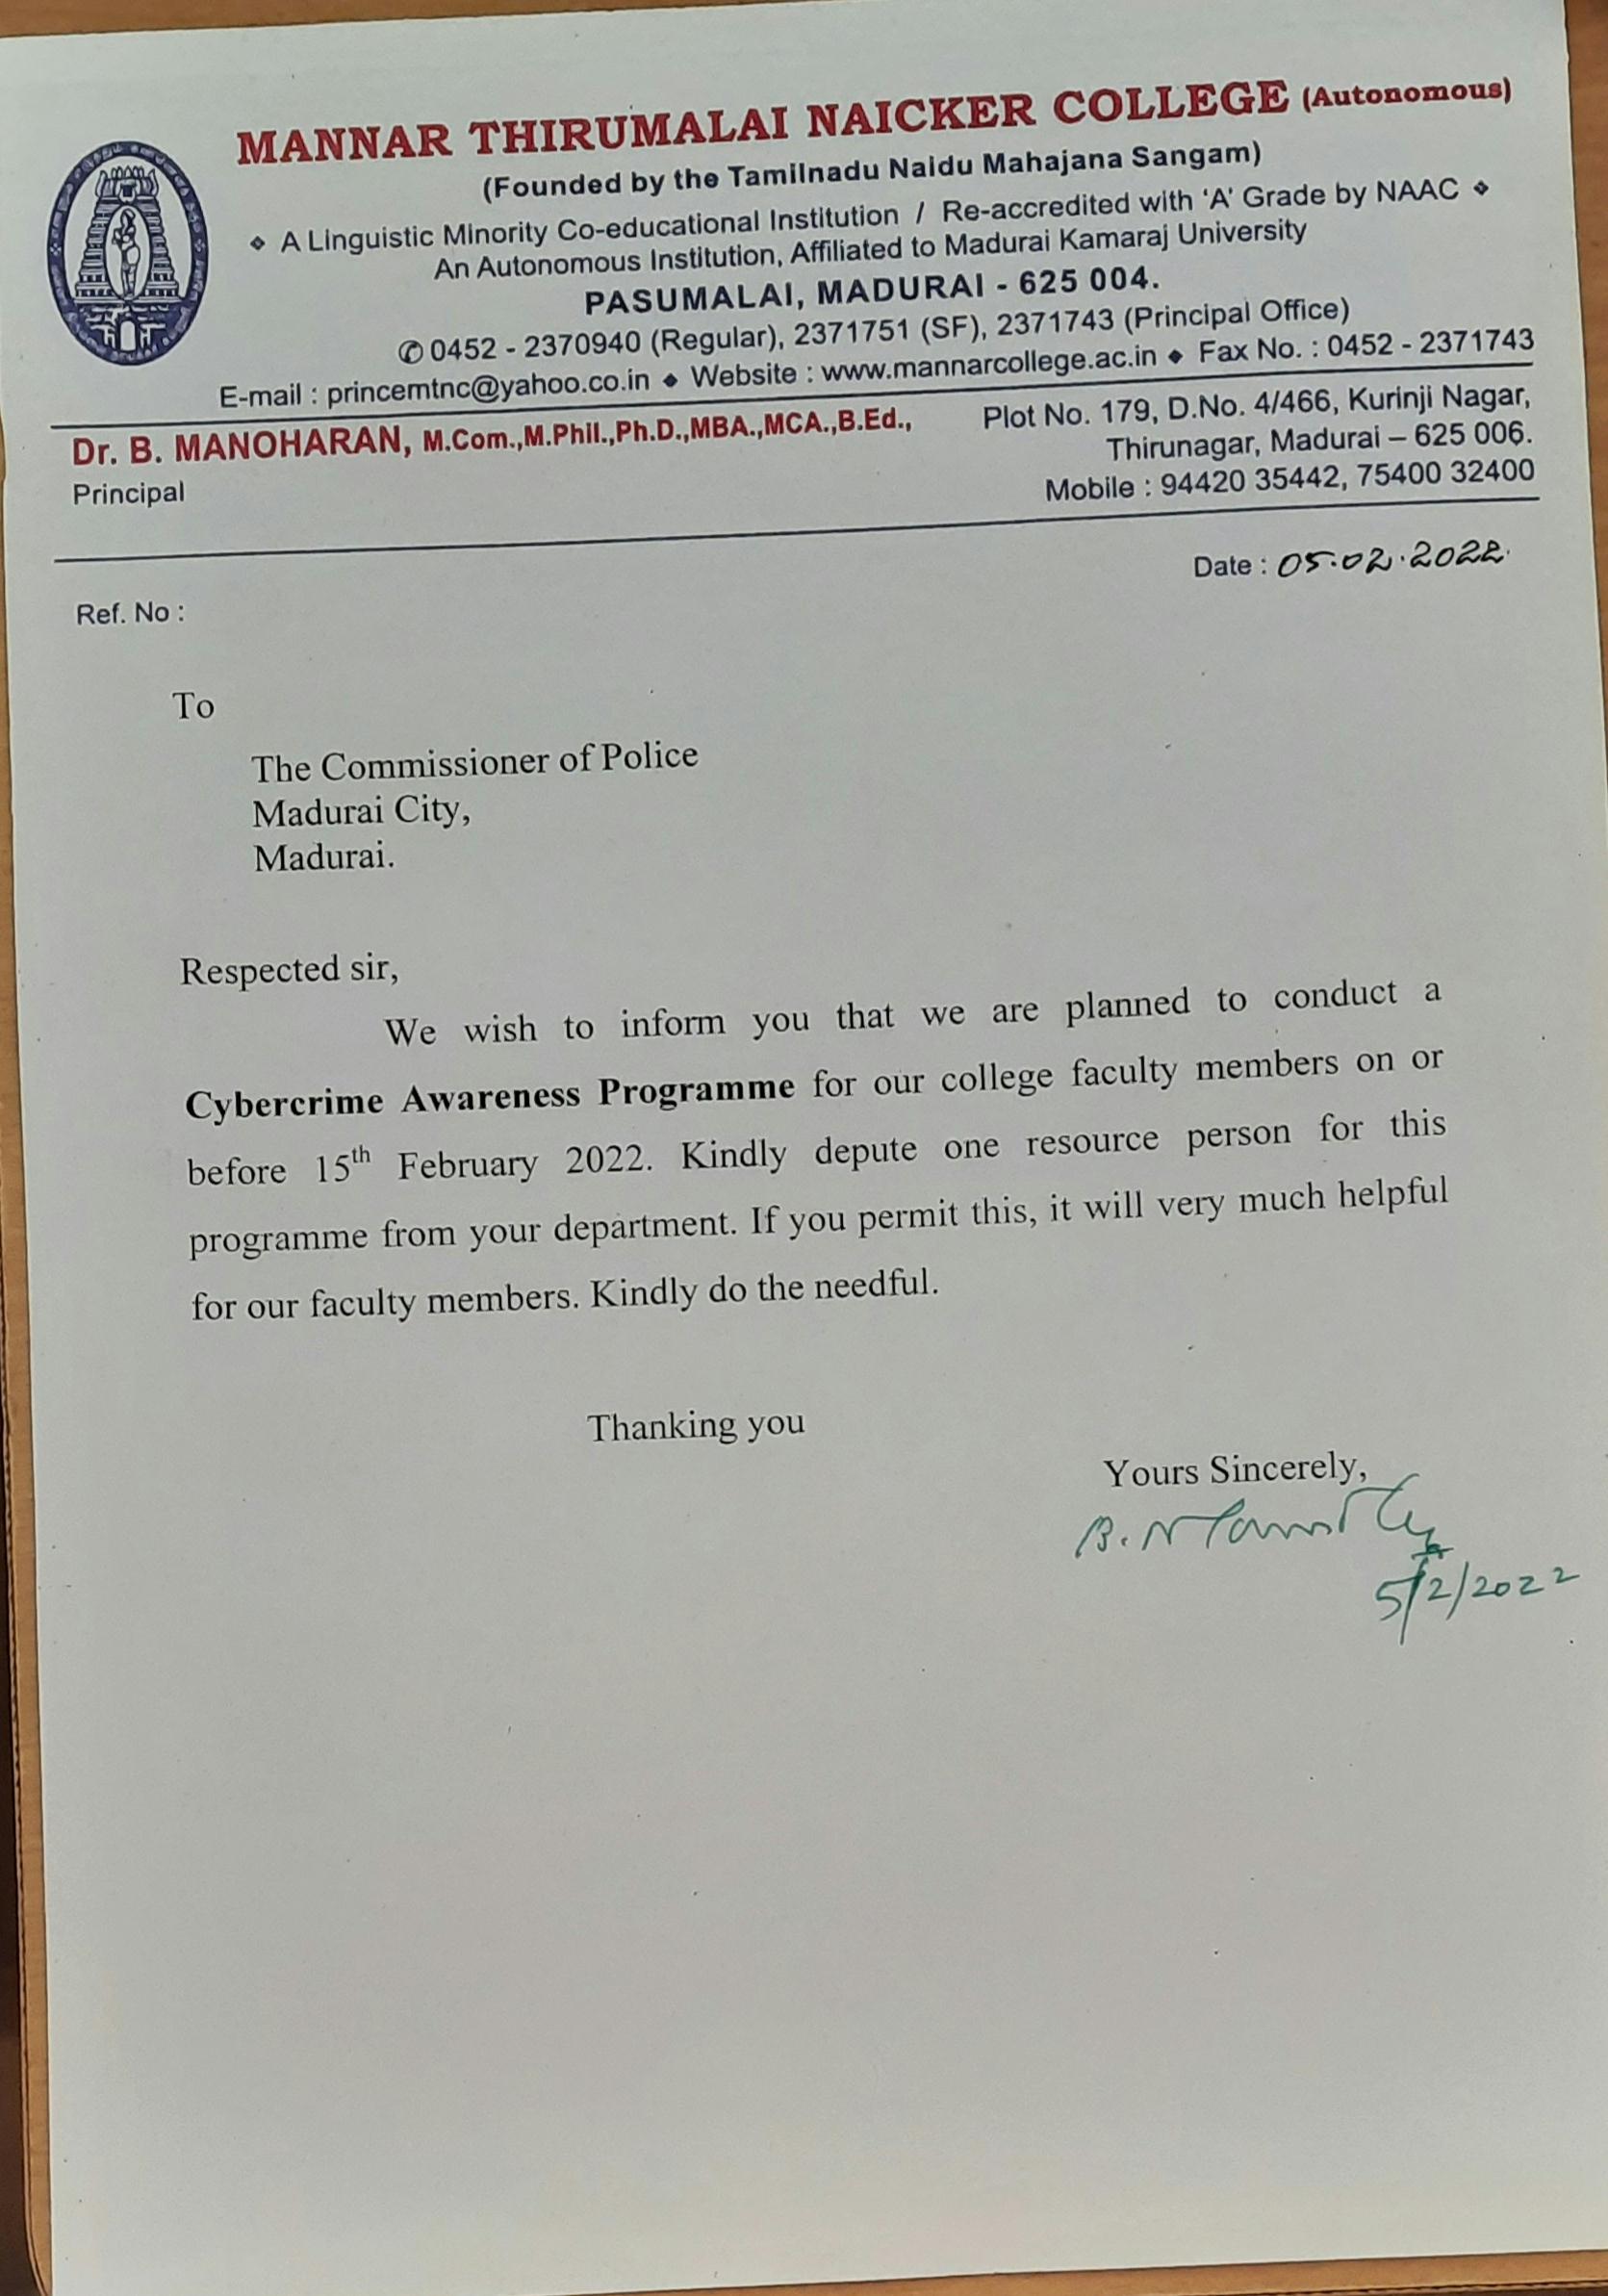 MANNAR THIRUMALAI NAICKER COLLEGE (Autonomous)
(Founded by the Tamilnadu Naidu Mahajana Sangam)
❖ A Linguistic Minority Co-educational Institution / Re-accredited with 'A' Grade by NAAC ❖
An Autonomous Institution, Affiliated to Madurai Kamaraj University
PASUMALAI, MADURAI - 625 004.
✆ 0452 - 2370940 (Regular), 2371751 (SF), 2371743 (Principal Office)
E-mail : princemtnc@yahoo.co.in ◆ Website : www.mannarcollege.ac.in ◆ Fax No. : 0452 - 2371743
Dr. B. MANOHARAN, M.Com.,M.Phil.,Ph.D.,MBA.,MCA.,B.Ed.,
Principal
Plot No. 179, D.No. 4/466, Kurinji Nagar,
Thirunagar, Madurai – 625 006.
Mobile : 94420 35442, 75400 32400
Date : 05.02.2022.
Ref. No :
To
The Commissioner of Police
Madurai City,
Madurai.
Respected sir,
We wish to inform you that we are planned to conduct a
Cybercrime Awareness Programme for our college faculty members on or
before 15th February 2022. Kindly depute one resource person for this
programme from your department. If you permit this, it will very much helpful
for our faculty members. Kindly do the needful.
Thanking you
Yours Sincerely,
5/2/2022